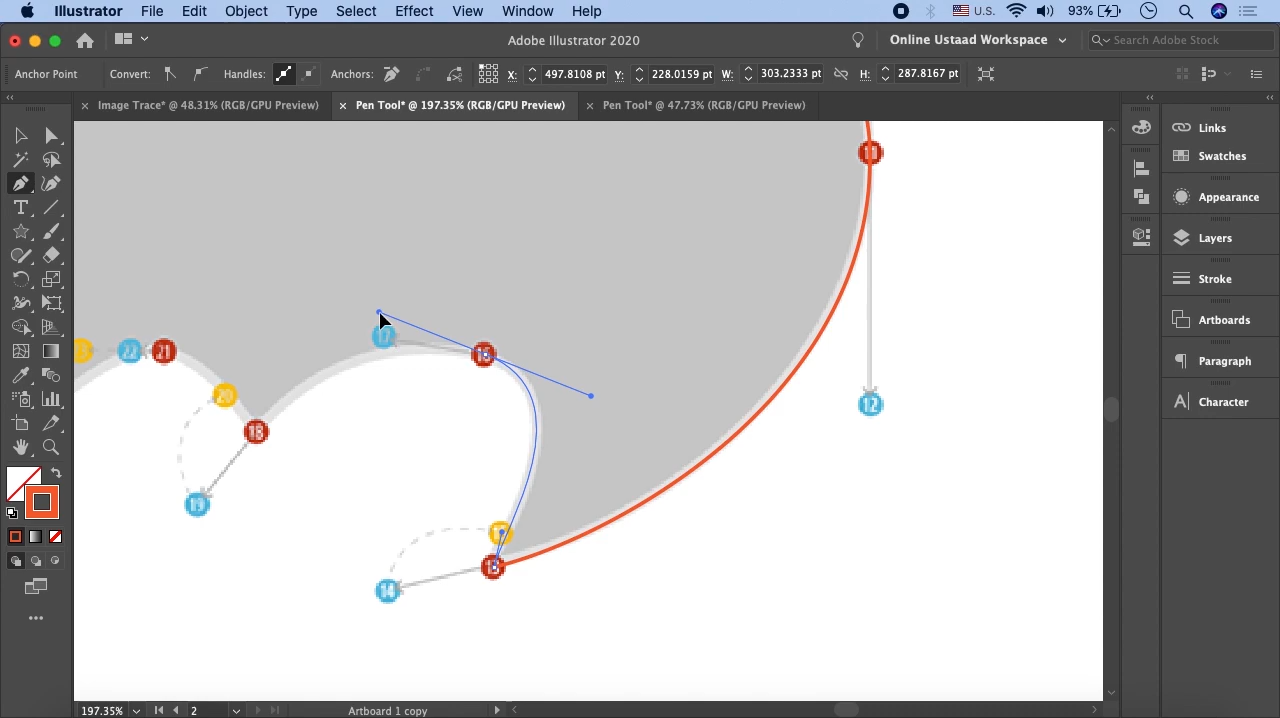 Illustrator File Edit Object Type Select Effect View Window Help U.S. 93%
Adobe Illustrator 2020 Online Ustaad Workspace Search Adobe Stock
Anchor Point Convert: Handles: Anchors: X: 497.8108 pt Y: 228.0159 pt W: 303.2333 pt H: 287.8167 pt
Image Trace* @ 48.31% (RGB/GPU Preview) Pen Tool* @ 197.35% (RGB/GPU Preview) Pen Tool* @ 47.73% (RGB/GPU Preview)
Links
Swatches
Appearance
Layers
Stroke
Artboards
Paragraph
Character
17
22 21
20
12
18
19
14
197.35% 2 Artboard 1 copy